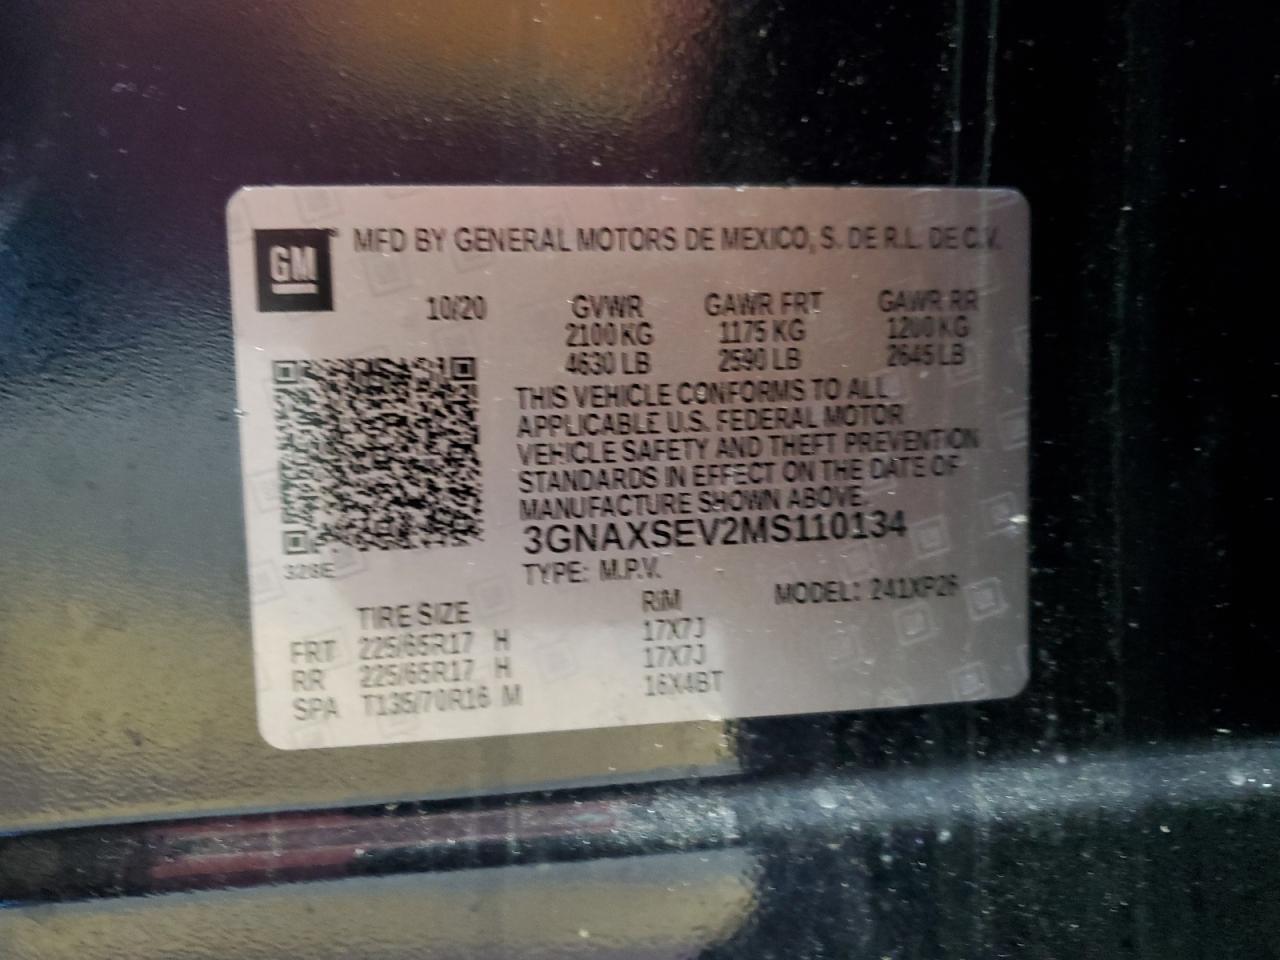 GM
MFD BY GENERAL MOTORS DE MEXICO, S. DE R.L. DE C.V.
10/20 GVWR GAWR FRT GAWR RR
2100 KG 1175 KG 1200 KG
4630 LB 2590 LB 2645 LB
THIS VEHICLE CONFORMS TO ALL
APPLICABLE U.S. FEDERAL MOTOR
VEHICLE SAFETY AND THEFT PREVENTION
STANDARDS IN EFFECT ON THE DATE OF
MANUFACTURE SHOWN ABOVE.
3GNAXSEV2MS110134
328E
TYPE: M.P.V.
MODEL: 241XP26
TIRE SIZE RIM
FRT 225/65R17 H 17X7J
RR 225/65R17 H 17X7J
SPA T135/70R16 M 16X4BT